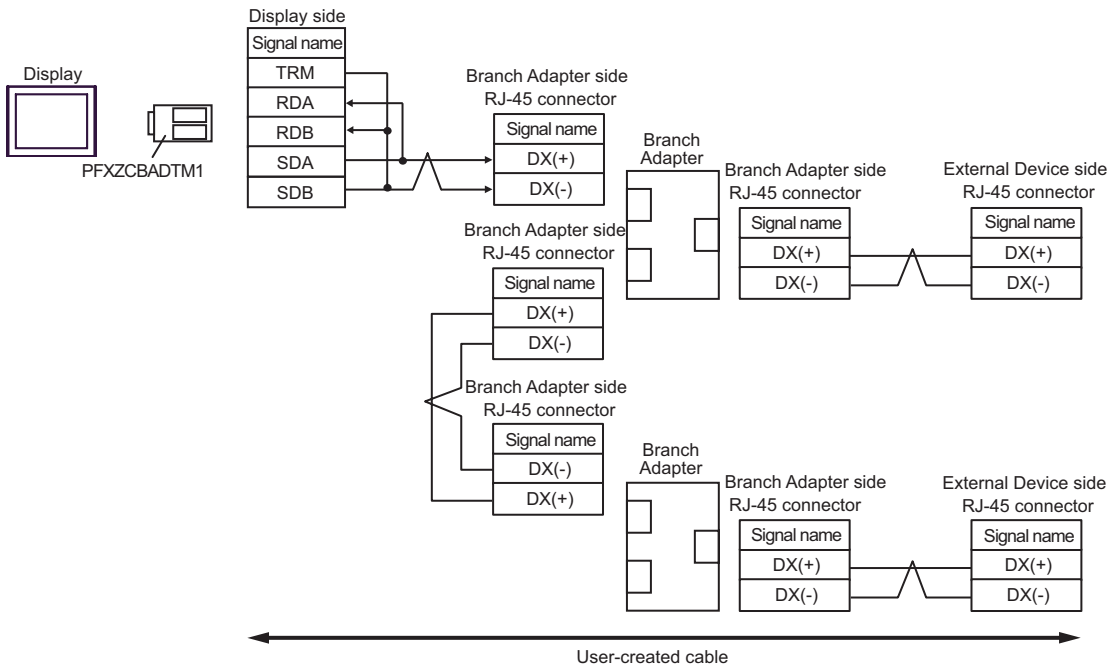 Display
PFXZCBADTM1
Display side
Signal name
TRM
RDA
RDB
SDA
SDB
Branch Adapter side
RJ-45 connector
Signal name
DX(+)
DX(-)
Branch
Adapter
Branch Adapter side
RJ-45 connector
Signal name
DX(+)
DX(-)
External Device side
RJ-45 connector
Signal name
DX(+)
DX(-)
Branch Adapter side
RJ-45 connector
Signal name
DX(+)
DX(-)
Branch Adapter side
RJ-45 connector
Signal name
DX(-)
DX(+)
Branch
Adapter
Branch Adapter side
RJ-45 connector
Signal name
DX(+)
DX(-)
External Device side
RJ-45 connector
Signal name
DX(+)
DX(-)
User-created cable